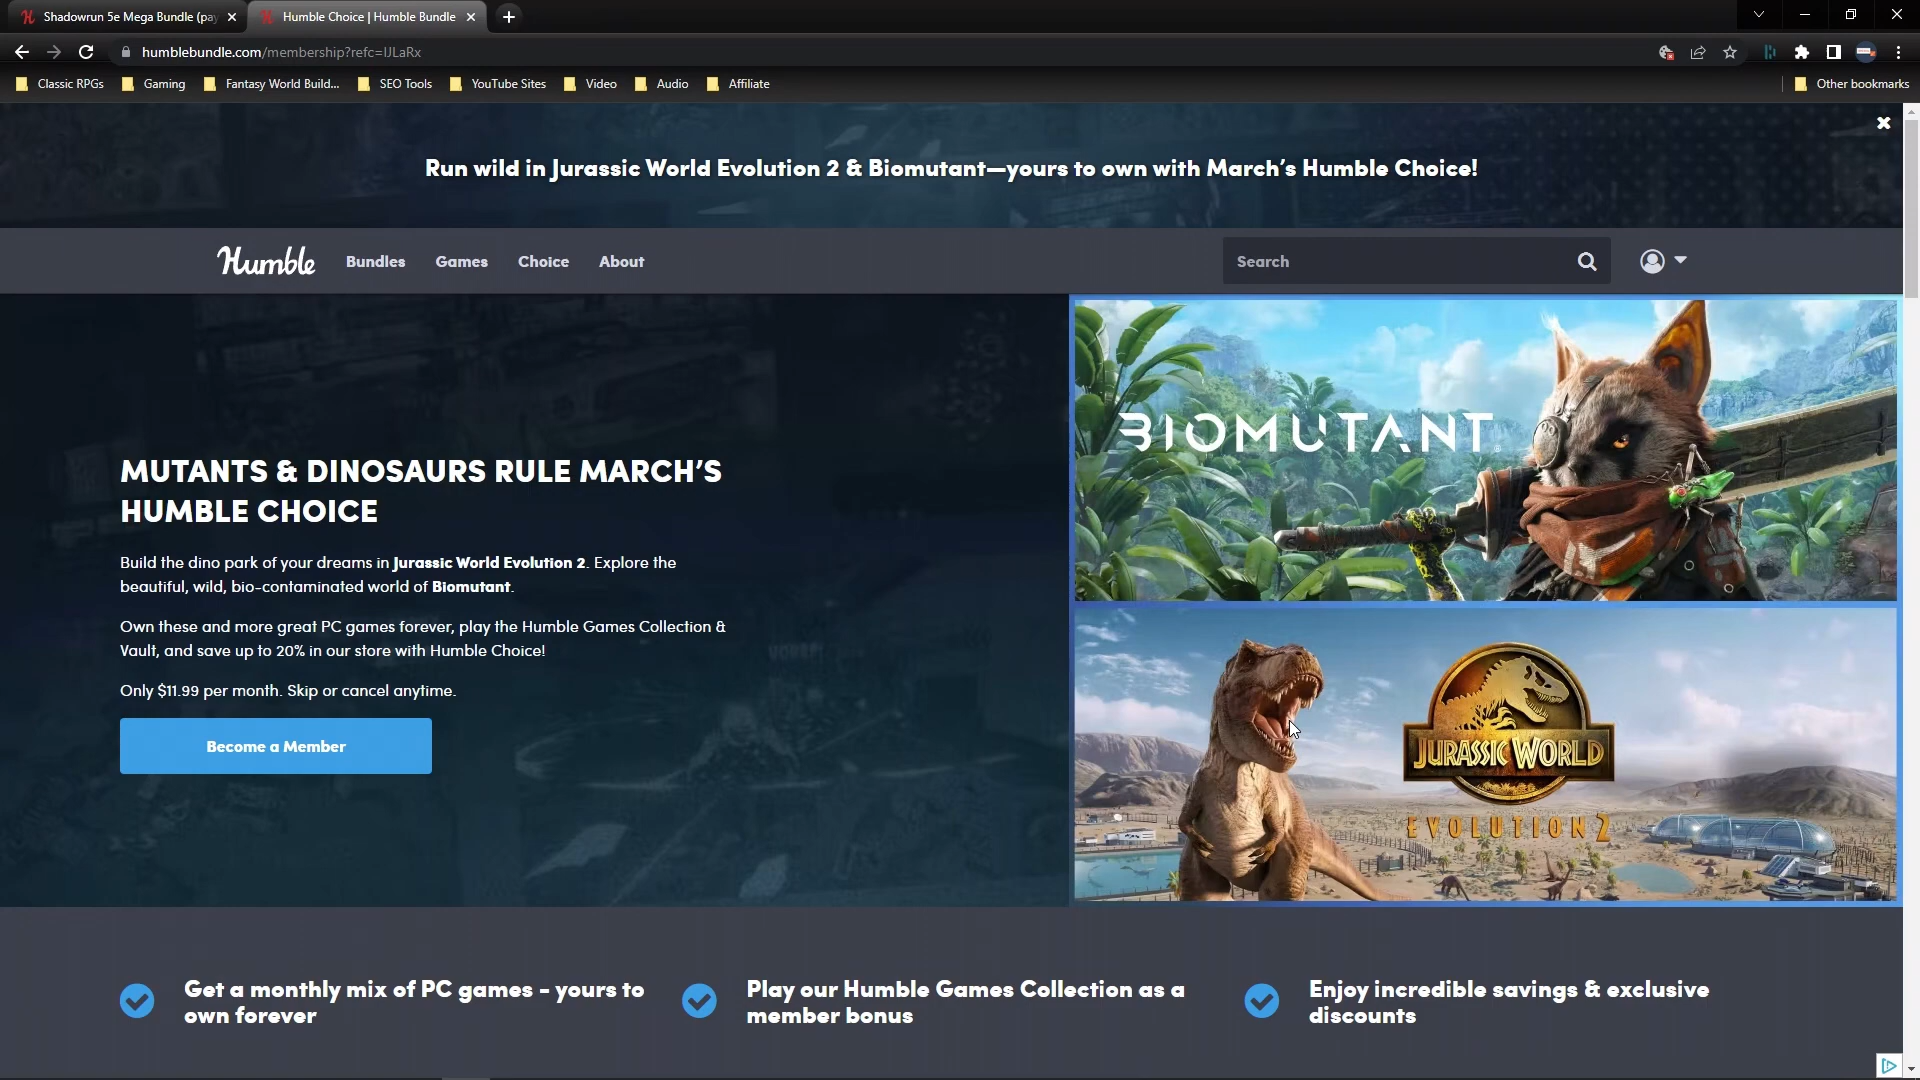 Shadowrun 5e Mega Bundle (pay
Humble Choice | Humble Bundle
humblebundle.com/membership?refc=IJLaRx
Classic RPGs
Gaming
Fantasy World Build...
SEO Tools
YouTube Sites
Video
Audio
Affiliate
Other bookmarks
Run wild in Jurassic World Evolution 2 & Biomutant—yours to own with March's Humble Choice!
Humble
Bundles
Games
Choice
About
Search
BIOMUTANT
MUTANTS & DINOSAURS RULE MARCH'S
HUMBLE CHOICE
Build the dino park of your dreams in Jurassic World Evolution 2. Explore the
beautiful, wild, bio-contaminated world of Biomutant.
Own these and more great PC games forever, play the Humble Games Collection &
Vault, and save up to 20% in our store with Humble Choice!
Only $11.99 per month. Skip or cancel anytime.
Become a Member
JURASSIC WORLD
EVOLUTION 2
Get a monthly mix of PC games - yours to
own forever
Play our Humble Games Collection as a
member bonus
Enjoy incredible savings & exclusive
discounts